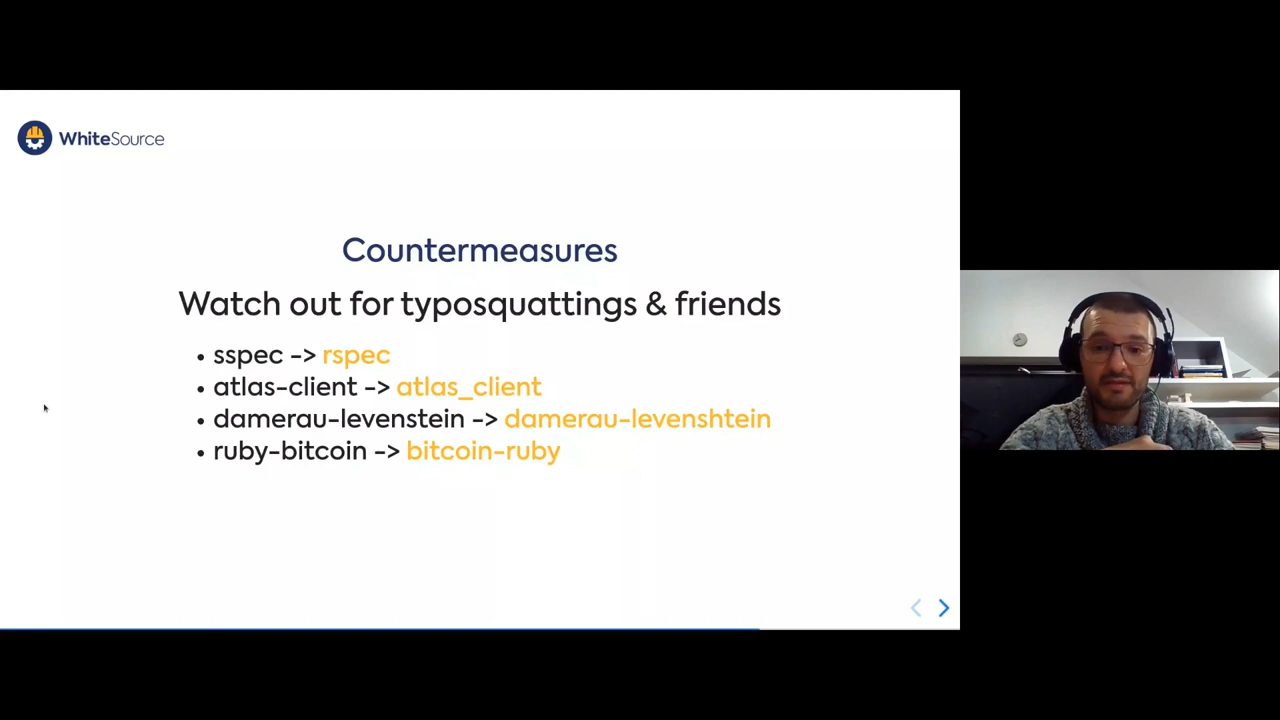 WhiteSource
Countermeasures
Watch out for typosquattings & friends
• sspec -> rspec
• atlas-client -> atlas_client
• damerau-levenstein -> damerau-levenshtein
• ruby-bitcoin -> bitcoin-ruby